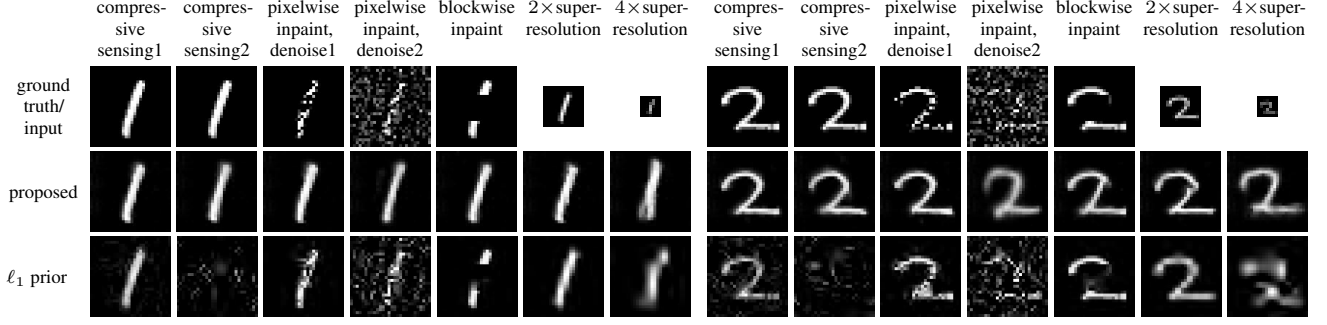 compres- compres- pixelwise pixelwise blockwise 2×super- 4×super- compres- compres- pixelwise pixelwise blockwise 2×super- 4×super-
sive sive inpaint, inpaint, inpaint resolution resolution sive sive inpaint, inpaint, inpaint resolution resolution
sensing1 sensing2 denoise1 denoise2 sensing1 sensing2 denoise1 denoise2
ground
truth/
input
proposed
ℓ1 prior